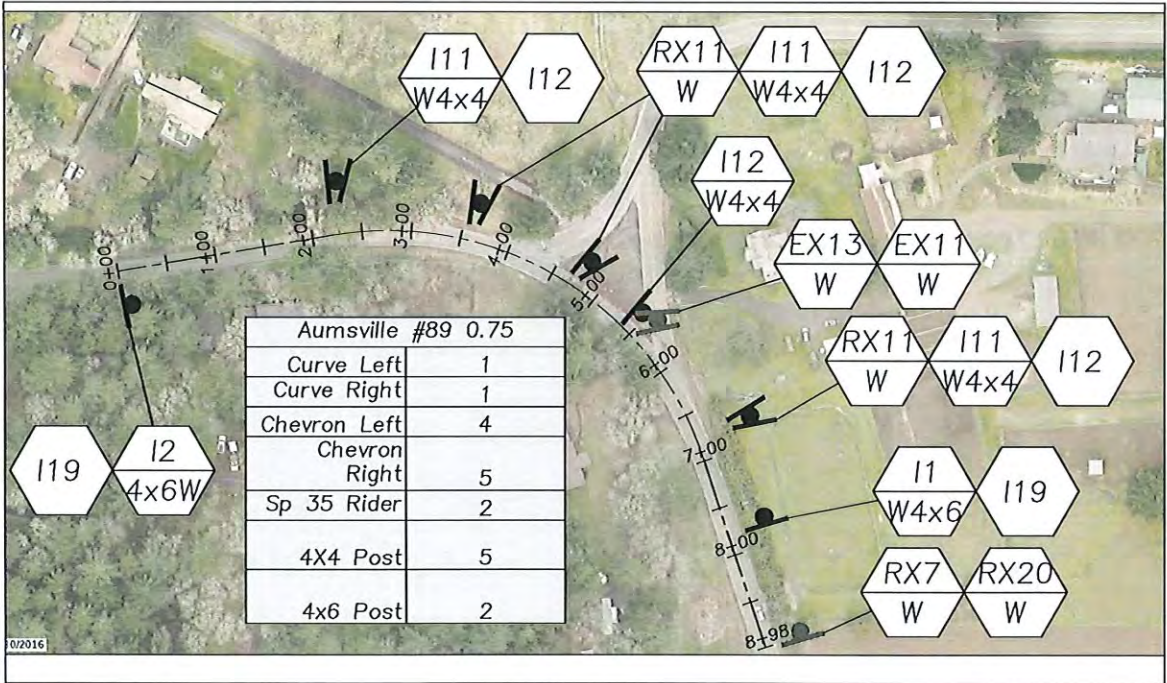 I11
W4x4
I12
RX11
W
I11
W4x4
I12
I12
W4x4
EX13
W
EX11
W
RX11
W
I11
W4x4
I12
I19
I2
4x6W
I1
W4x6
I19
RX7
W
RX20
W
0+00
1+00
2+00
3+00
4+00
5+00
6+00
7+00
8+00
8+98
Aumsville #89 0.75
Curve Left 1
Curve Right 1
Chevron Left 4
Chevron
Right 5
Sp 35 Rider 2
4X4 Post 5
4x6 Post 2
0/2016